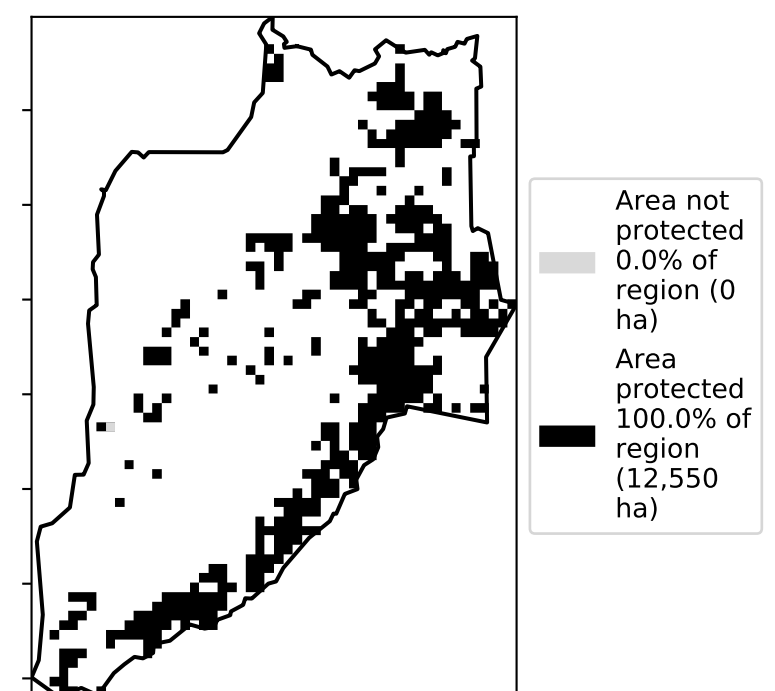 Area not
protected
0.0% of
region (0
ha)
Area
protected
100.0% of
region
(12,550
ha)